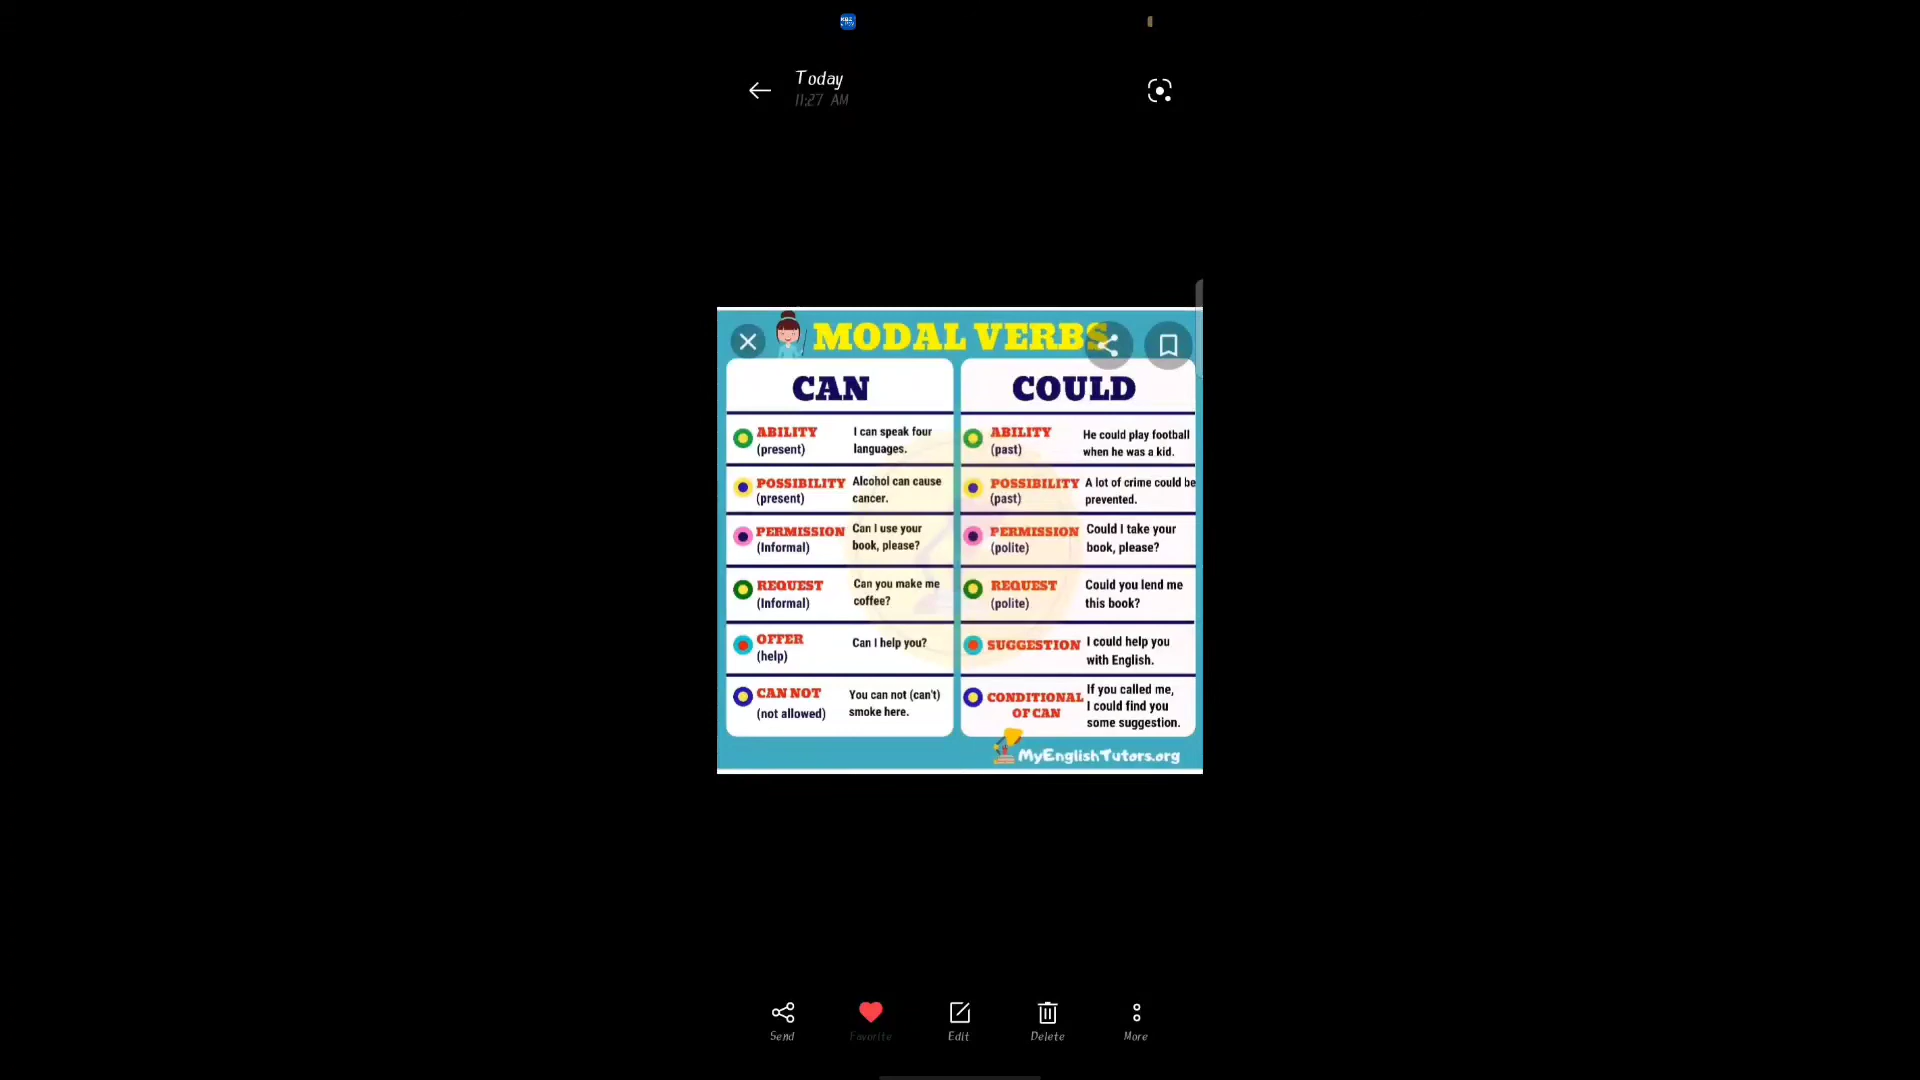 Today
11:27 AM
MODAL VERBS
CAN
ABILITY
(present)
I can speak four
languages.
POSSIBILITY
(present)
Alcohol can cause
cancer.
PERMISSION
(Informal)
Can I use your
book, please?
REQUEST
(Informal)
Can you make me
coffee?
OFFER
(help)
Can I help you?
CAN NOT
(not allowed)
You can not (can't)
smoke here.
COULD
ABILITY
(past)
He could play football
when he was a kid.
POSSIBILITY
(past)
A lot of crime could be
prevented.
PERMISSION
(polite)
Could I take your
book, please?
REQUEST
(polite)
Could you lend me
this book?
SUGGESTION
I could help you
with English.
CONDITIONAL
OF CAN
If you called me,
I could find you
some suggestion.
MyEnglishTutors.org
Send
Favorite
Edit
Delete
More